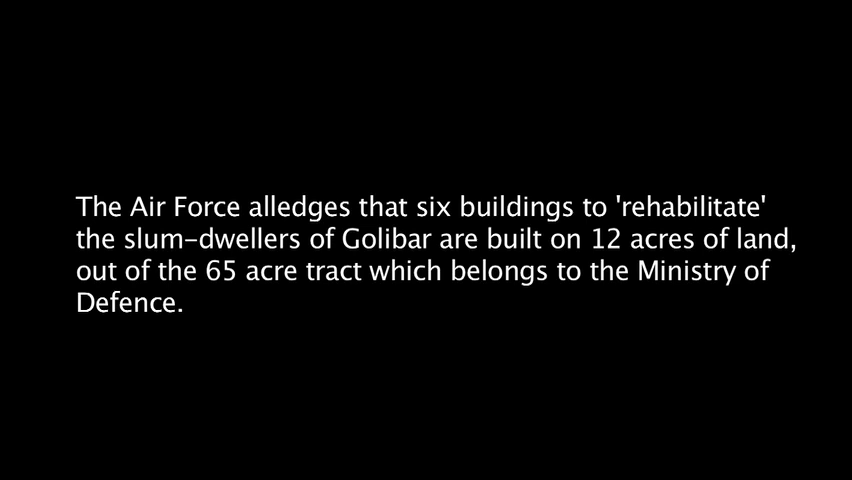 The Air Force alledges that six buildings to 'rehabilitate'
the slum-dwellers of Golibar are built on 12 acres of land,
out of the 65 acre tract which belongs to the Ministry of
Defence.